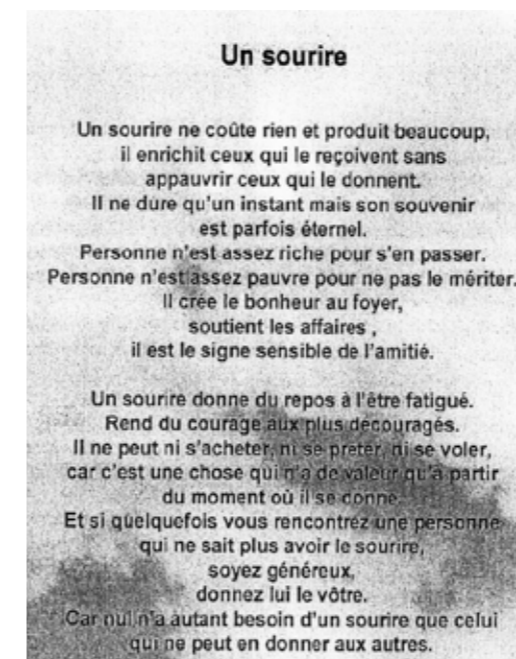 Un sourire
Un sourire ne coûte rien et produit beaucoup,
il enrichit ceux qui le reçoivent sans
appauvrir ceux qui le donnent.
Il ne dure qu'un instant mais son souvenir
est parfois éternel.
Personne n'est assez riche pour s'en passer.
Personne n'est assez pauvre pour ne pas le mériter.
Il crée le bonheur au foyer,
soutient les affaires ,
il est le signe sensible de l'amitié.
Un sourire donne du repos à l'être fatigué.
Rend du courage aux plus découragés.
Il ne peut ni s'acheter, ni se prêter, ni se voler,
car c'est une chose qui n'a de valeur qu'à partir
du moment où il se donne.
Et si quelquefois vous rencontrez une personne
qui ne sait plus avoir le sourire,
soyez généreux,
donnez lui le vôtre.
Car nul n'a autant besoin d'un sourire que celui
qui ne peut en donner aux autres.